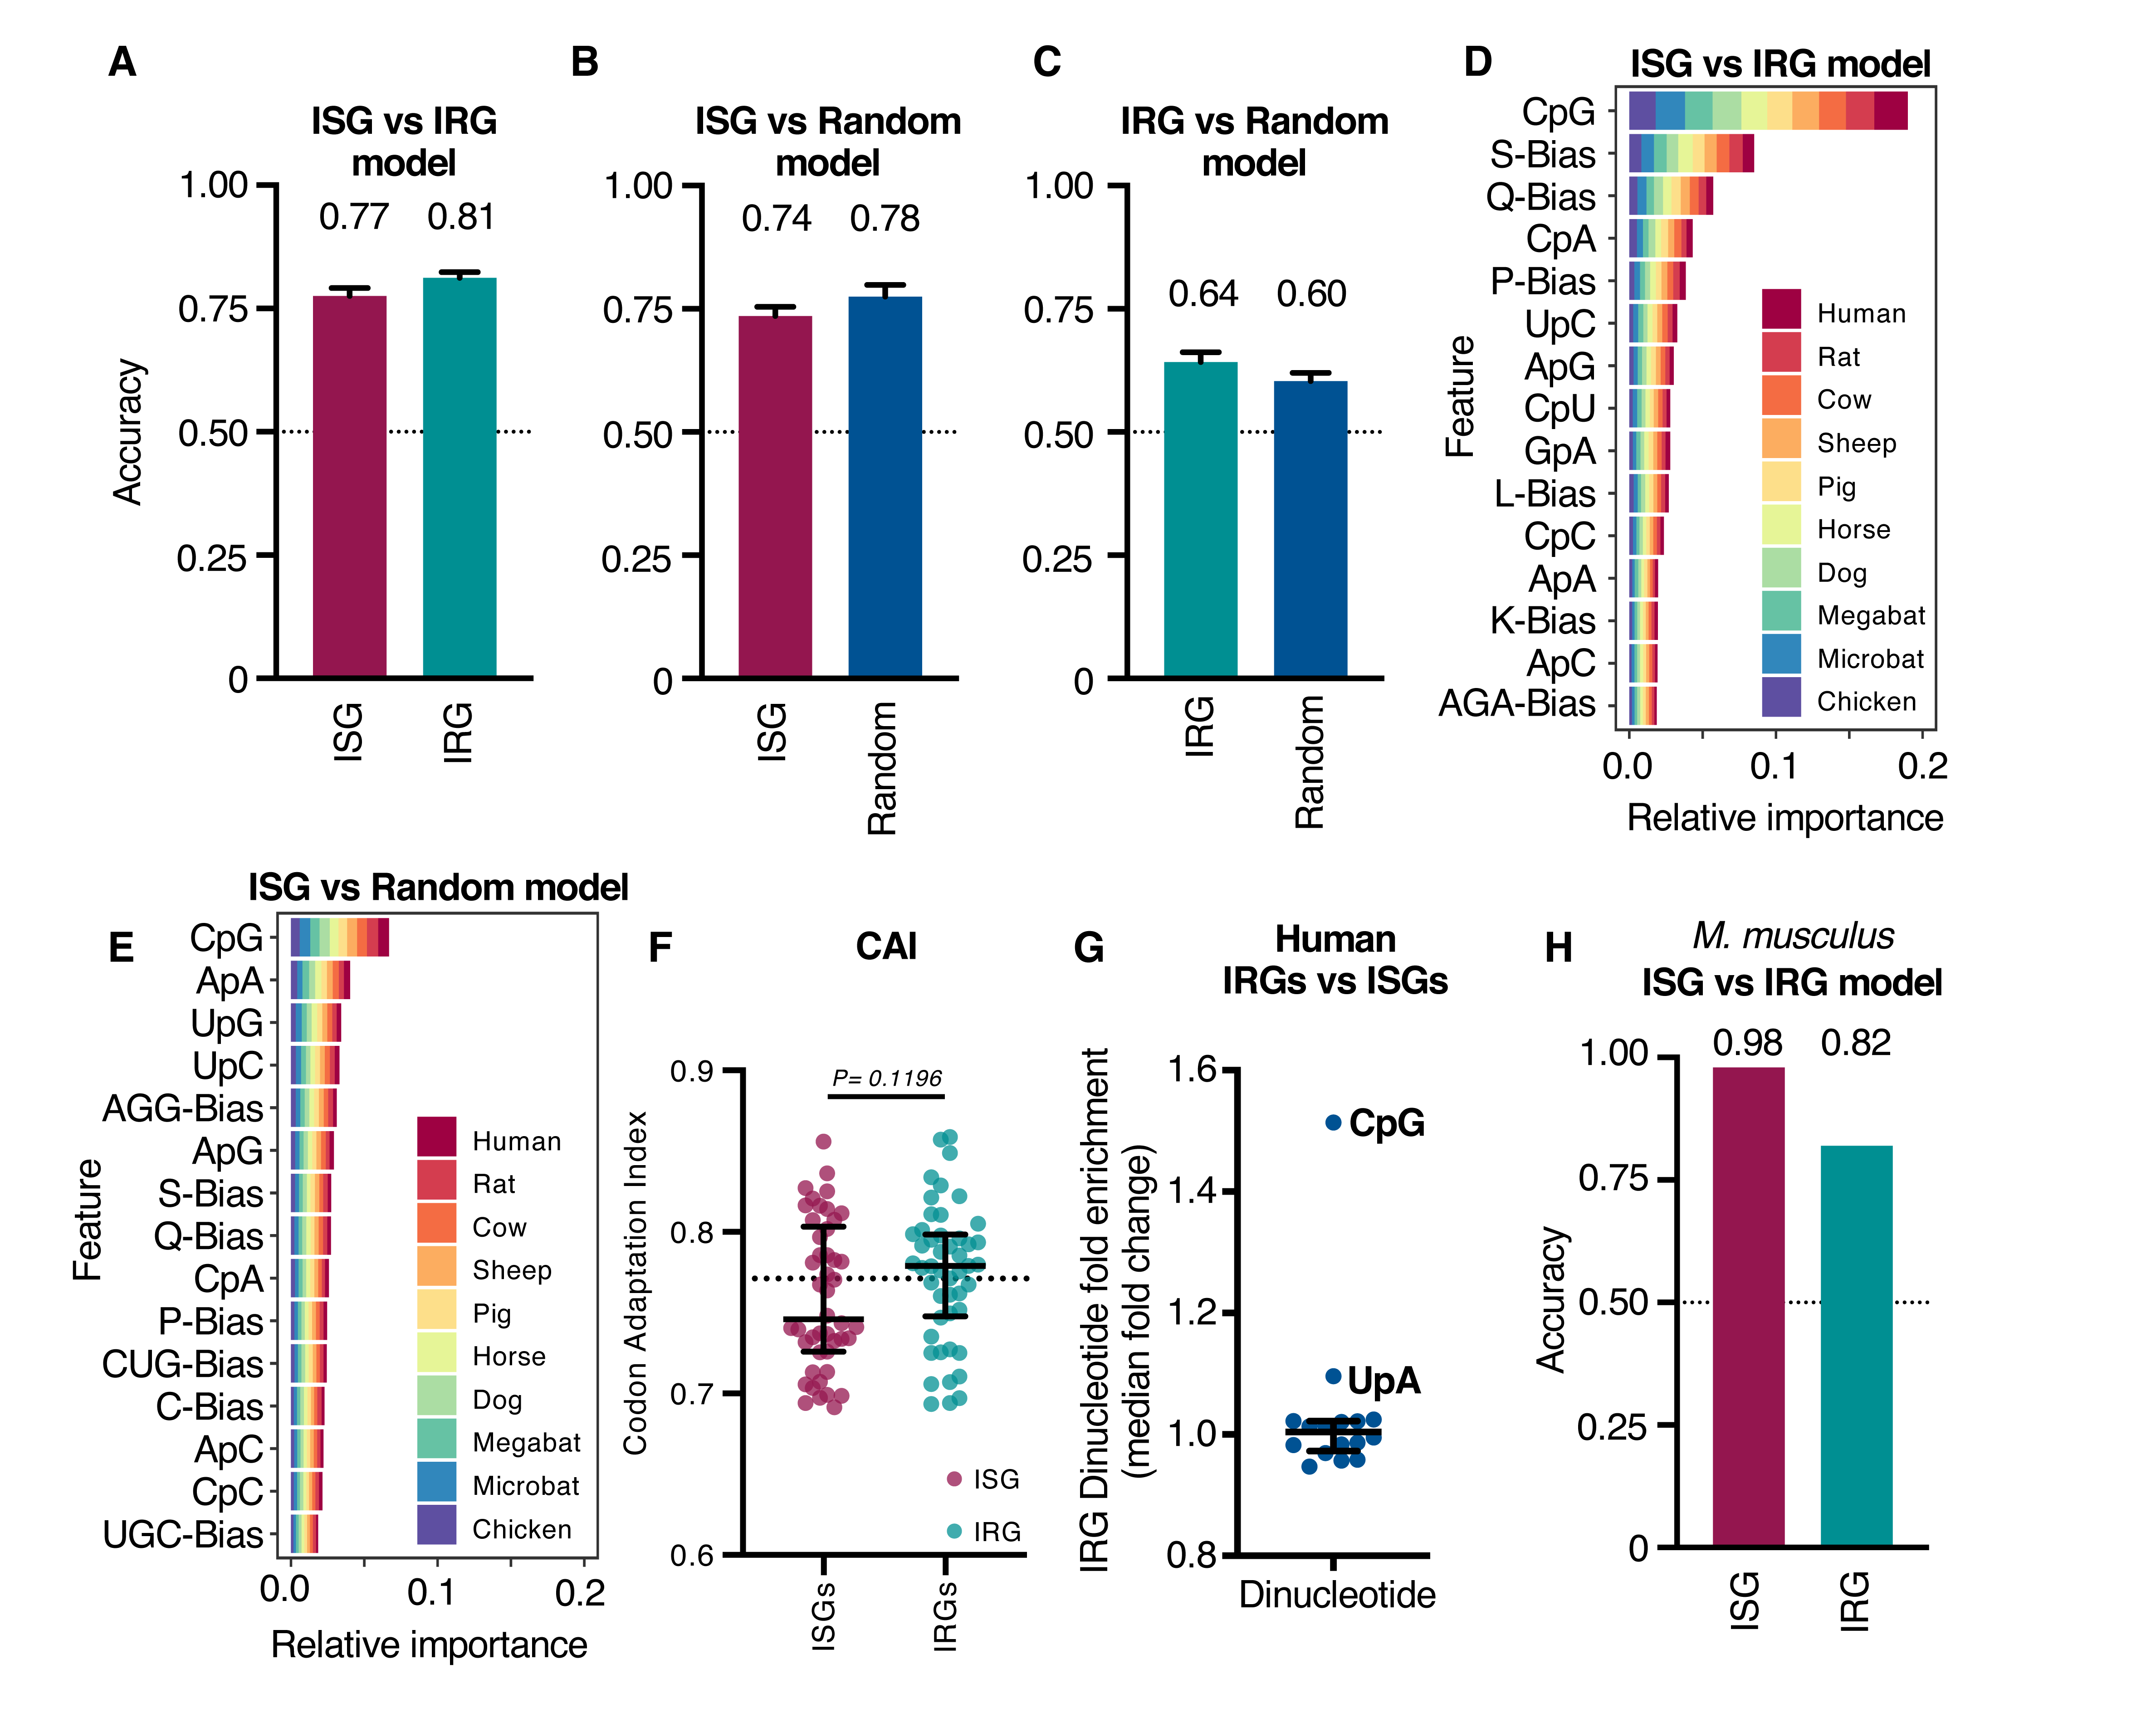 A
ISG vs IRG
model
Accuracy
1.00
0.75
0.50
0.25
0
0.77
0.81
ISG
IRG
B
ISG vs Random
model
1.00
0.75
0.50
0.25
0
0.74
0.78
ISG
Random
C
IRG vs Random
model
1.00
0.75
0.50
0.25
0
0.64
0.60
IRG
Random
D
ISG vs IRG model
Feature
CpG
S-Bias
Q-Bias
CpA
P-Bias
UpC
ApG
CpU
GpA
L-Bias
CpC
ApA
K-Bias
ApC
AGA-Bias
Human
Rat
Cow
Sheep
Pig
Horse
Dog
Megabat
Microbat
Chicken
0.0
0.1
0.2
Relative importance
E
ISG vs Random model
Feature
CpG
ApA
UpG
UpC
AGG-Bias
ApG
S-Bias
Q-Bias
CpA
P-Bias
CUG-Bias
C-Bias
ApC
CpC
UGC-Bias
Human
Rat
Cow
Sheep
Pig
Horse
Dog
Megabat
Microbat
Chicken
0.0
0.1
0.2
Relative importance
F
CAI
Codon Adaptation Index
0.9
0.8
0.7
0.6
P= 0.1196
ISG
IRG
ISGs
IRGs
G
Human
IRGs vs ISGs
IRG Dinucleotide fold enrichment
(median fold change)
1.6
1.4
1.2
1.0
0.8
CpG
UpA
Dinucleotide
H
M. musculus
ISG vs IRG model
Accuracy
1.00
0.75
0.50
0.25
0
0.98
0.82
ISG
IRG